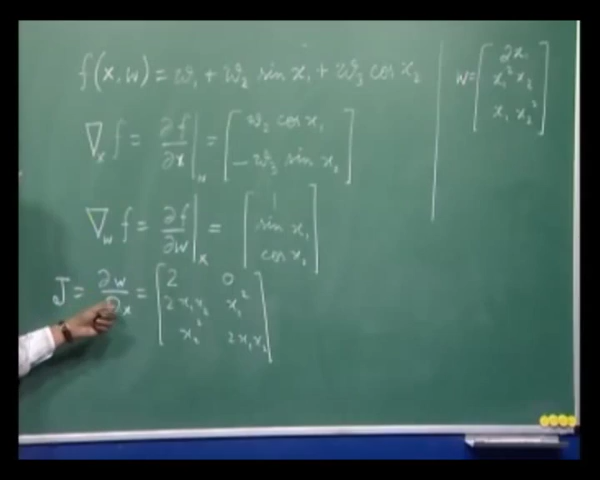 f(x,w) = w₁ + w₂ sin x₁ + w₃ cos x₂
∇ₓ f = ∂f/∂x |_w = [ w₂ cos x₁ ; −w₃ sin x₂ ]
∇_w f = ∂f/∂w |ₓ = [ 1 ; sin x₁ ; cos x₂ ]
J = ∂w/∂x = [ 2 0 ; 2x₁x₂ x₁² ; x₂² 2x₁x₂ ]
w = [ 2x₁ ; x₁²x₂ ; x₁x₂² ]